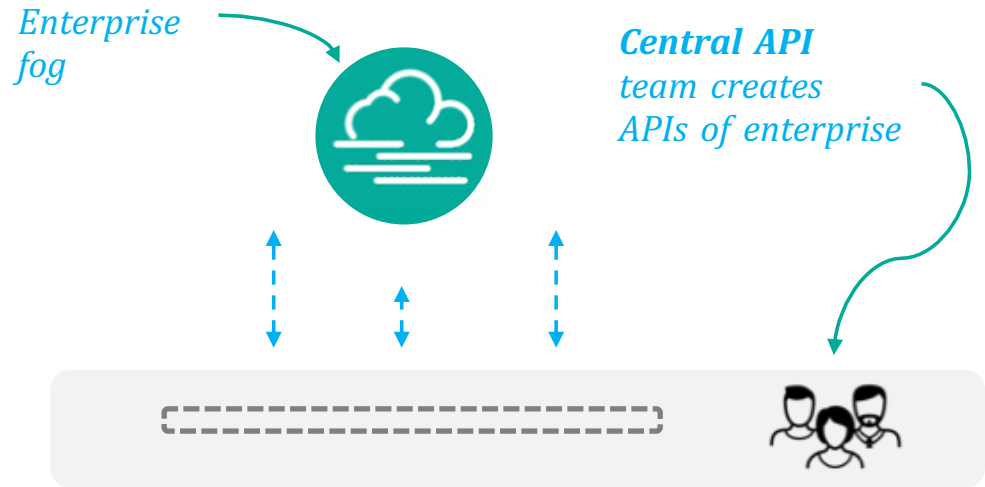 Enterprise
fog
Central API
team creates
APIs of enterprise